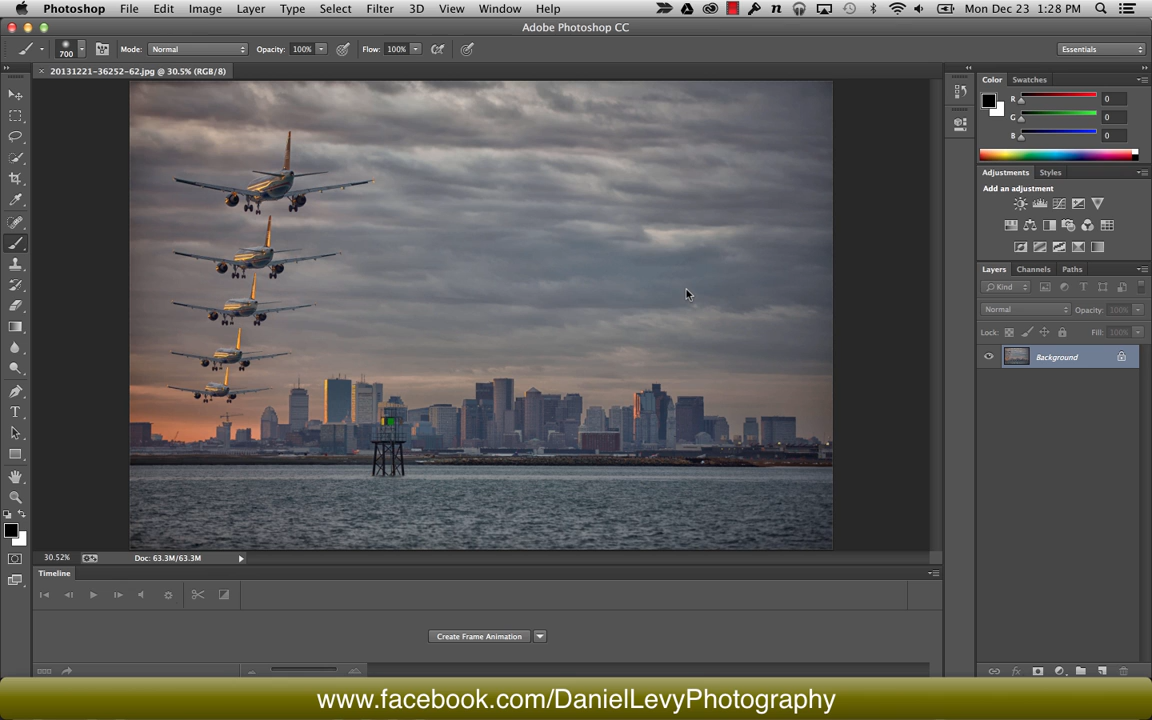 Photoshop File Edit Image Layer Type Select Filter 3D View Window Help Mon Dec 23 1:28 PM
Adobe Photoshop CC
700 Mode: Normal Opacity: 100% Flow: 100% Essentials
20131221-36252-62.jpg @ 30.5% (RGB/8)
Color Swatches
R 0
G 0
B 0
Adjustments Styles
Add an adjustment
Layers Channels Paths
Kind
Normal Opacity: 100%
Lock: Fill: 100%
Background
30.52% Doc: 63.3M/63.3M
Timeline
Create Frame Animation
www.facebook.com/DanielLevyPhotography